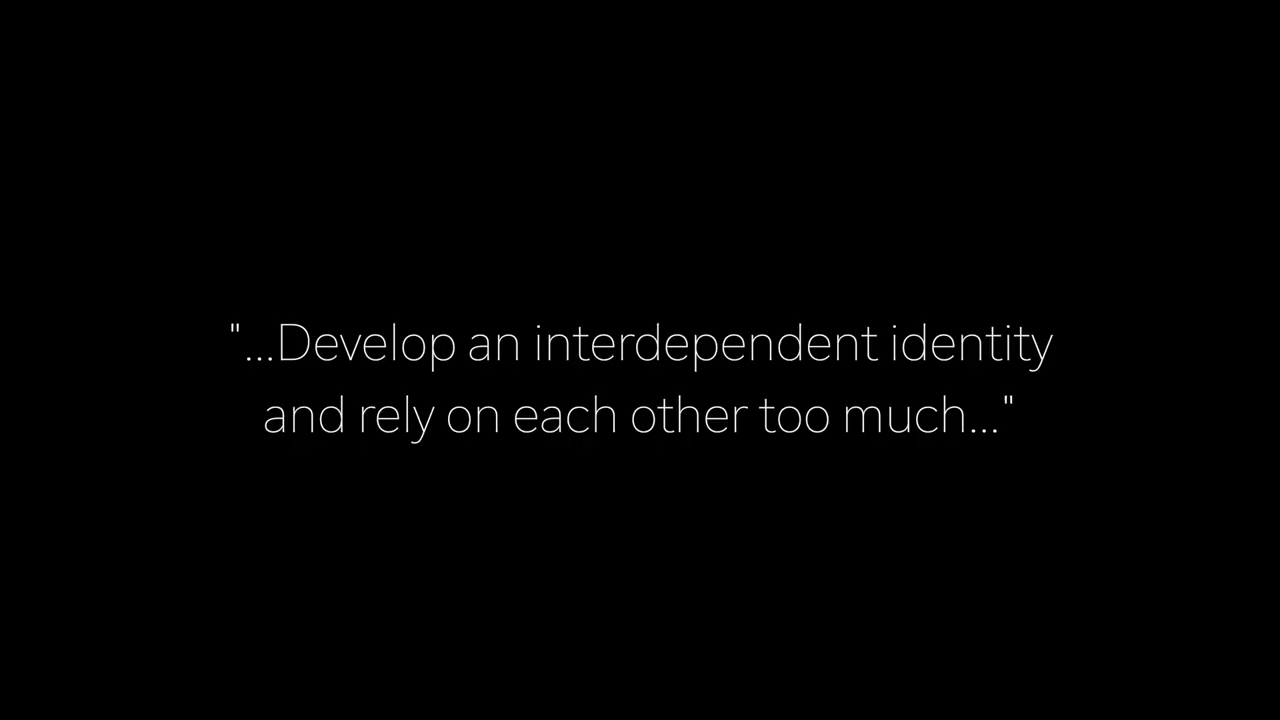 "...Develop an interdependent identity
and rely on each other too much..."